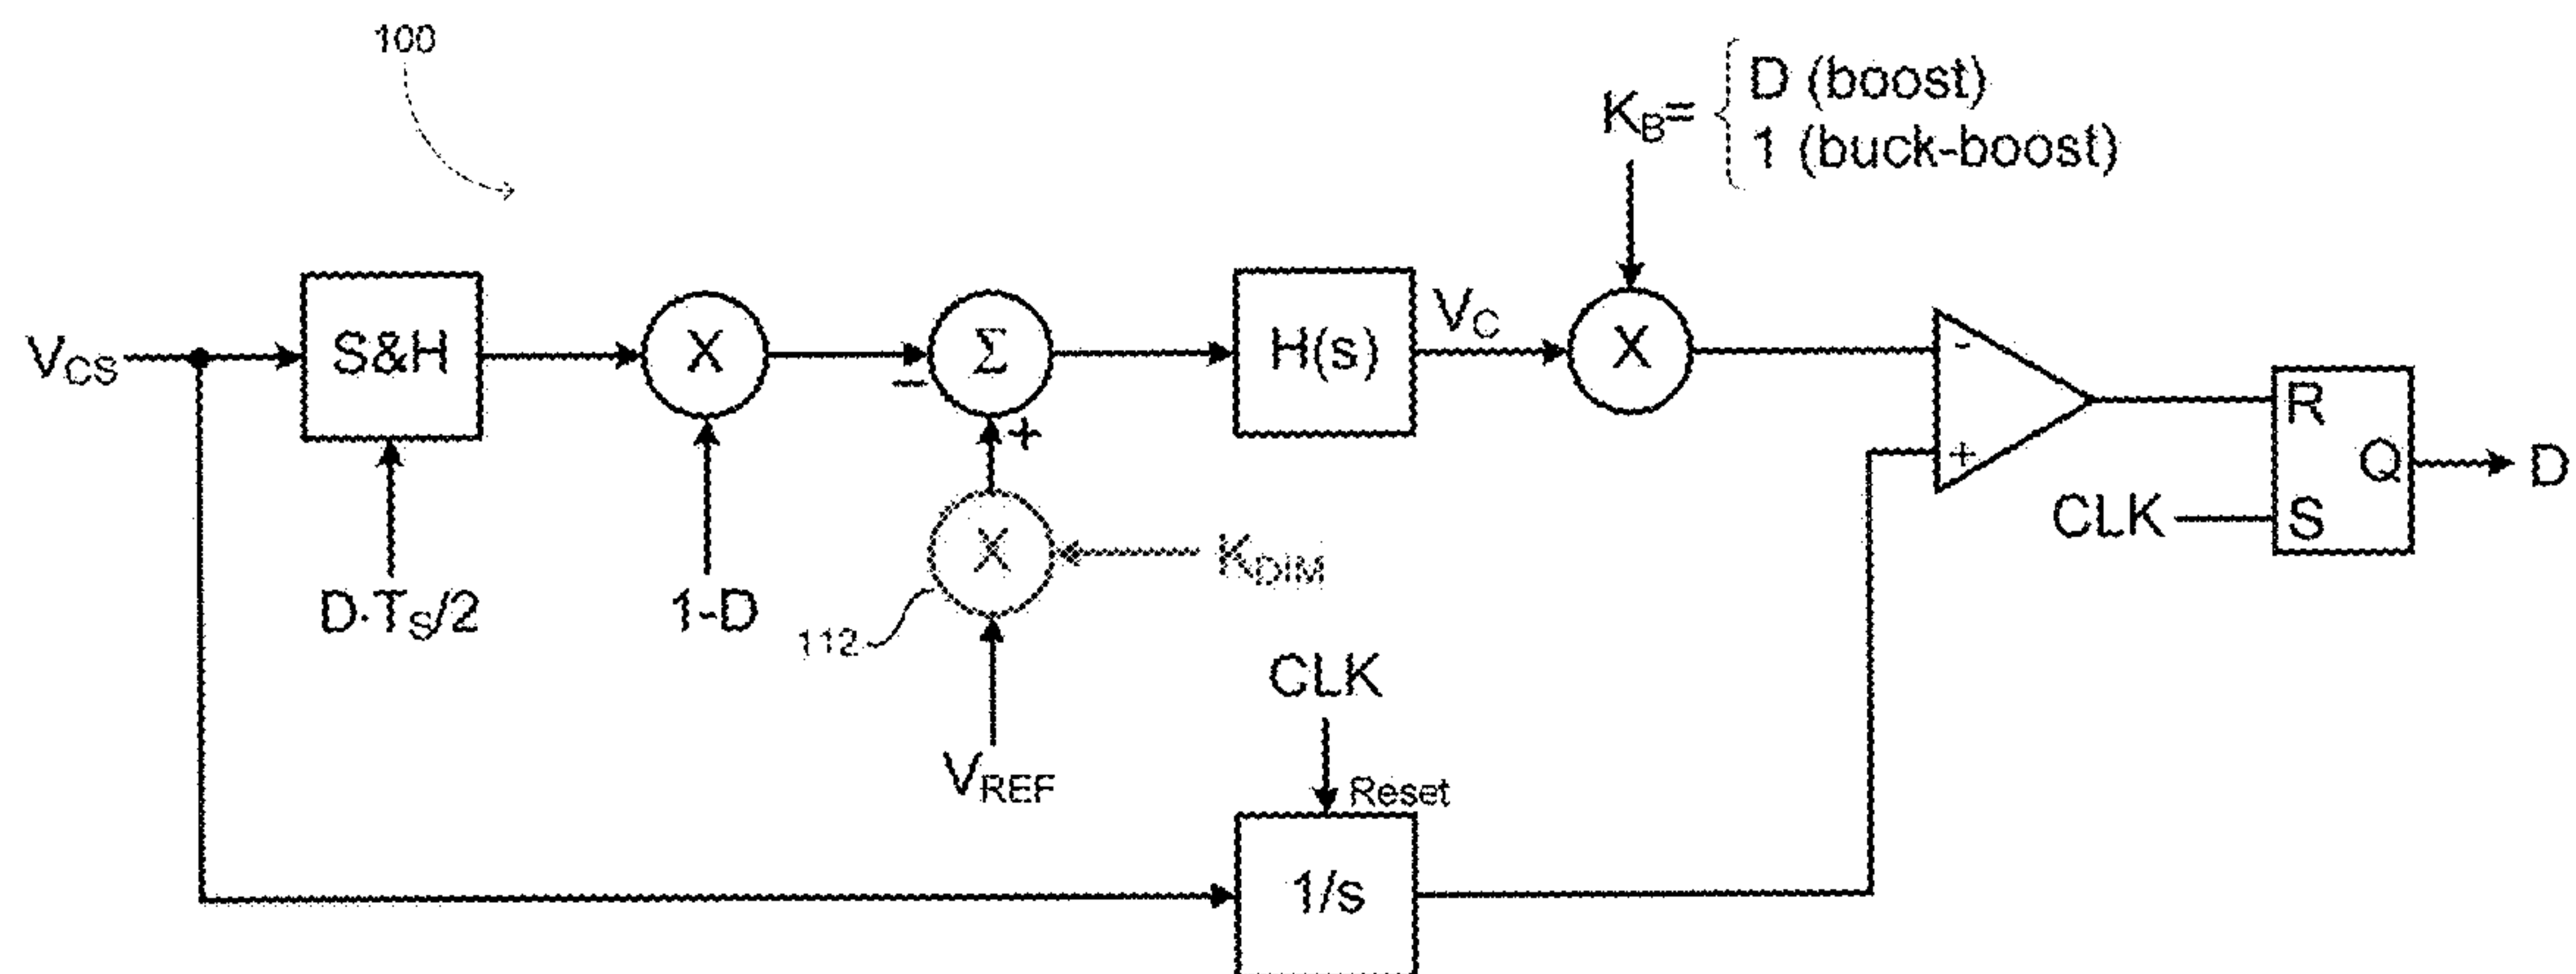 100
K_B= { D (boost)
1 (buck-boost)
V_CS
S&H
X
Σ
H(s)
V_C
X
-
+
R
S
Q
D
CLK
–
+
D·T_S/2
1-D
X
K_DIM
112
V_REF
CLK
Reset
1/s